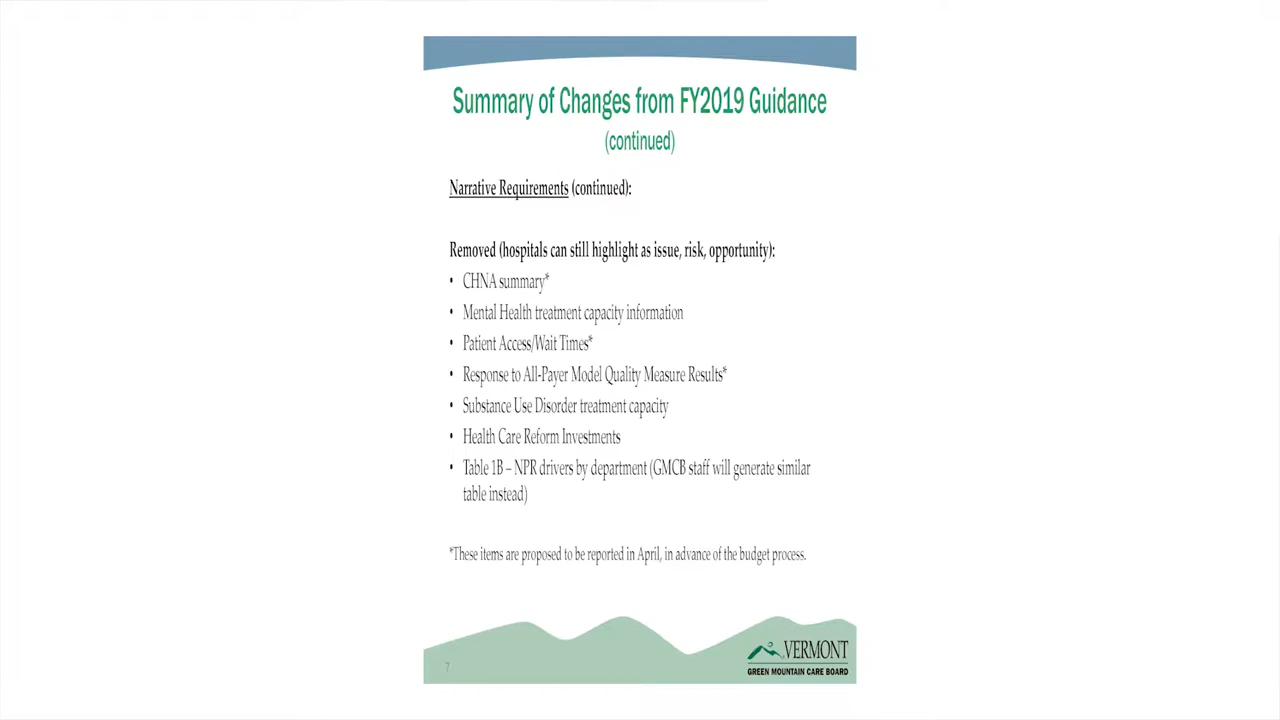 Summary of Changes from FY2019 Guidance
(continued)
Narrative Requirements (continued):
Removed (hospitals can still highlight as issue, risk, opportunity):
• CHNA summary*
• Mental Health treatment capacity information
• Patient Access/Wait Times*
• Response to All-Payer Model Quality Measure Results*
• Substance Use Disorder treatment capacity
• Health Care Reform Investments
• Table 1B – NPR drivers by department (GMCB staff will generate similar
table instead)
*These items are proposed to be reported in April, in advance of the budget process.
7
VERMONT
GREEN MOUNTAIN CARE BOARD